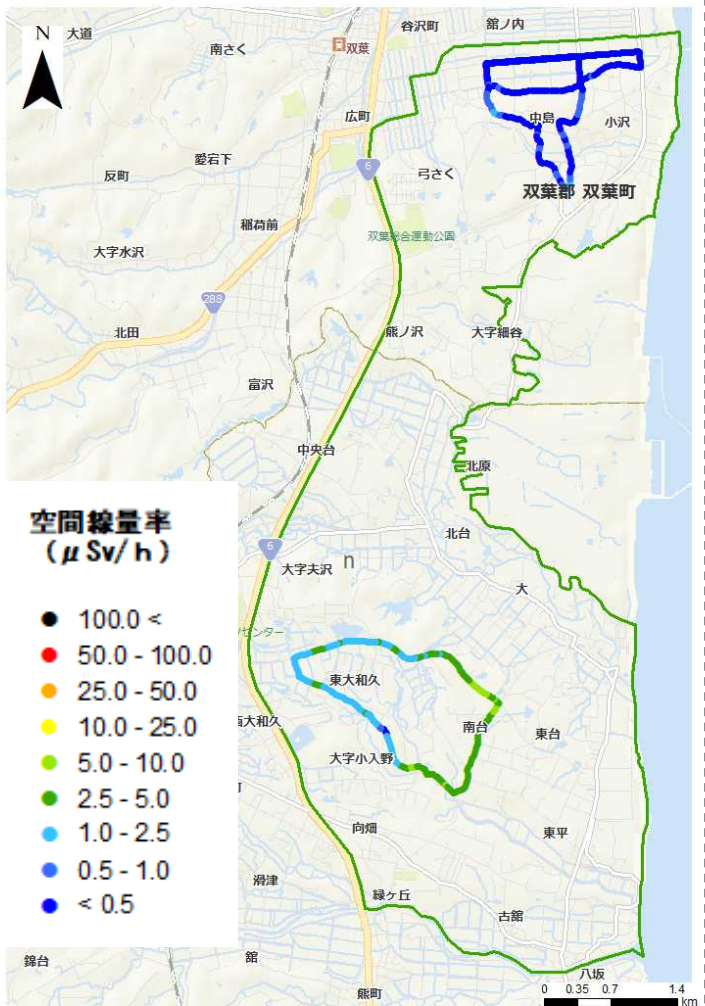 N
大道
谷沢町
舘ノ内
南さく
双葉
広町
中島
小沢
愛宕下
6
弓さく
反町
双葉郡 双葉町
稲荷前
双葉総合運動公園
大字水沢
288
北田
熊ノ沢
大字細谷
富沢
中央台
北原
空間線量率
(μSv/h)
北台
6
大字夫沢
n
大
100.0 <
50.0 - 100.0
25.0 - 50.0
10.0 - 25.0
5.0 - 10.0
2.5 - 5.0
1.0 - 2.5
0.5 - 1.0
< 0.5
センター
東大和久
大和久
南台
東台
大字小入野
向畑
東平
滑津
緑ヶ丘
古館
舘
錦台
熊町
八坂
0 0.35 0.7 1.4
km